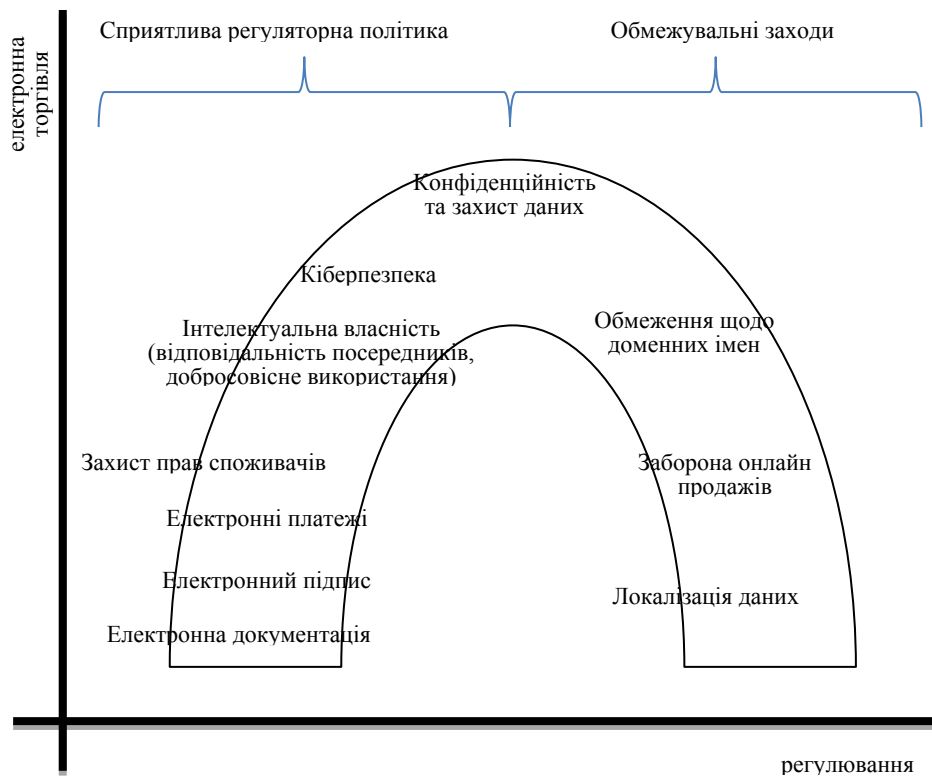 електронна
торгівля
Сприятлива регуляторна політика
Обмежувальні заходи
Конфіденційність
та захист даних
Кіберпезпека
Інтелектуальна власність
(відповідальність посередників,
добросовісне використання)
Обмеження щодо
доменних імен
Захист прав споживачів
Заборона онлайн
продажів
Електронні платежі
Електронний підпис
Локалізація даних
Електронна документація
регулювання